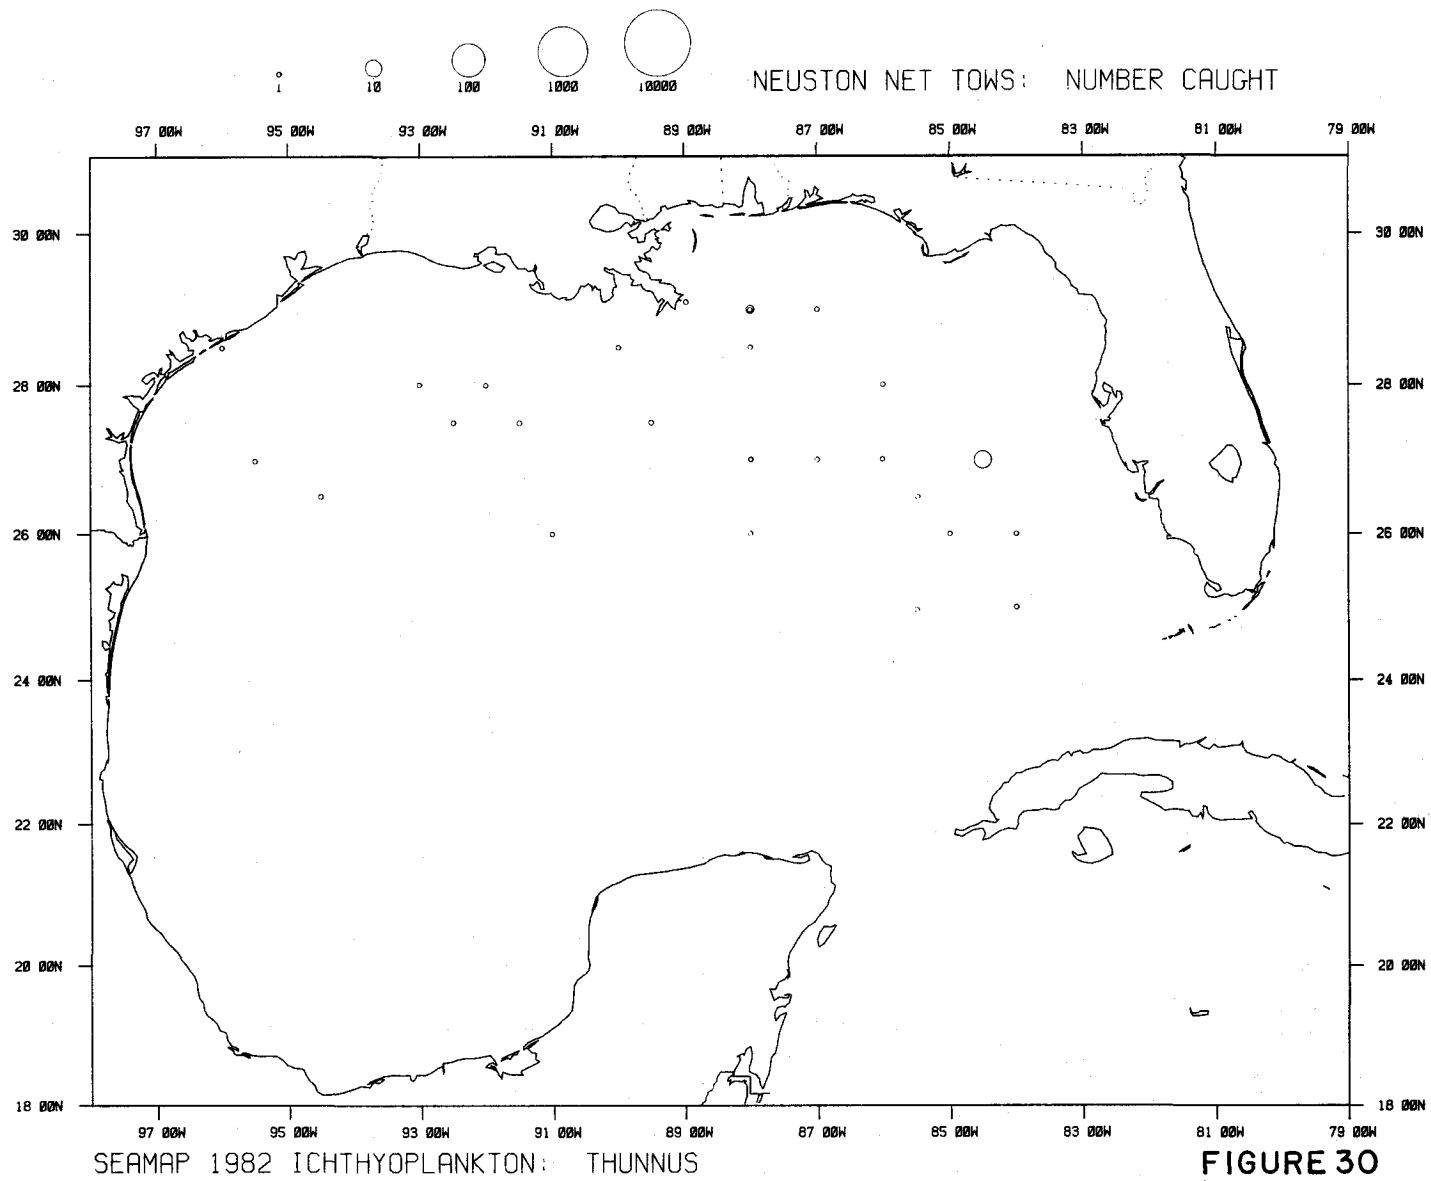 1 10 100 1000 10000
NEUSTON NET TOWS: NUMBER CAUGHT
97 00W 95 00W 93 00W 91 00W 89 00W 87 00W 85 00W 83 00W 81 00W 79 00W
30 00N 30 00N
28 00N 28 00N
26 00N 26 00N
24 00N 24 00N
22 00N 22 00N
20 00N 20 00N
18 00N 18 00N
97 00W 95 00W 93 00W 91 00W 89 00W 87 00W 85 00W 83 00W 81 00W 79 00W
SEAMAP 1982 ICHTHYOPLANKTON: THUNNUS
FIGURE 30